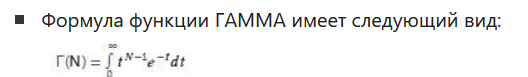 ▪ Формула функции ГАММА имеет следующий вид:
Γ(N) = ∫₀^∞ t^(N−1) e^(−t) dt